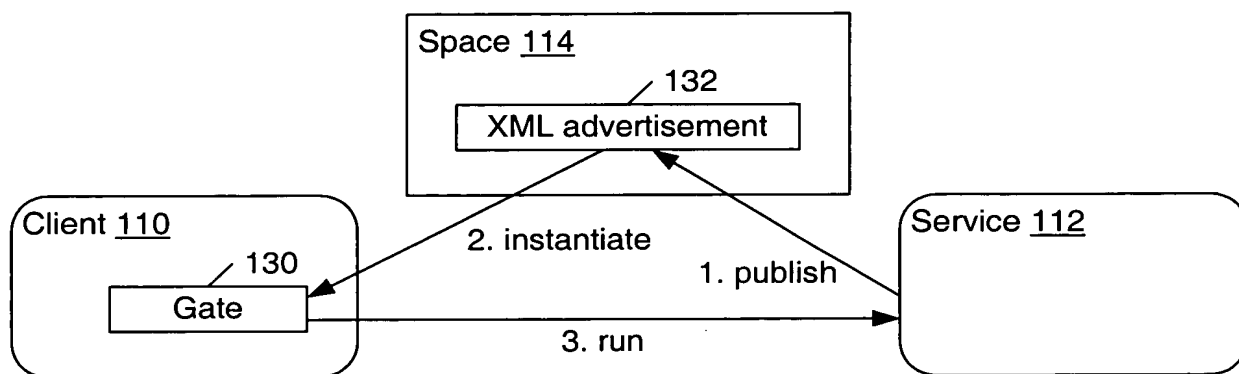 Space 114
132
XML advertisement
Client 110
2. instantiate
Service 112
130
1. publish
Gate
3. run